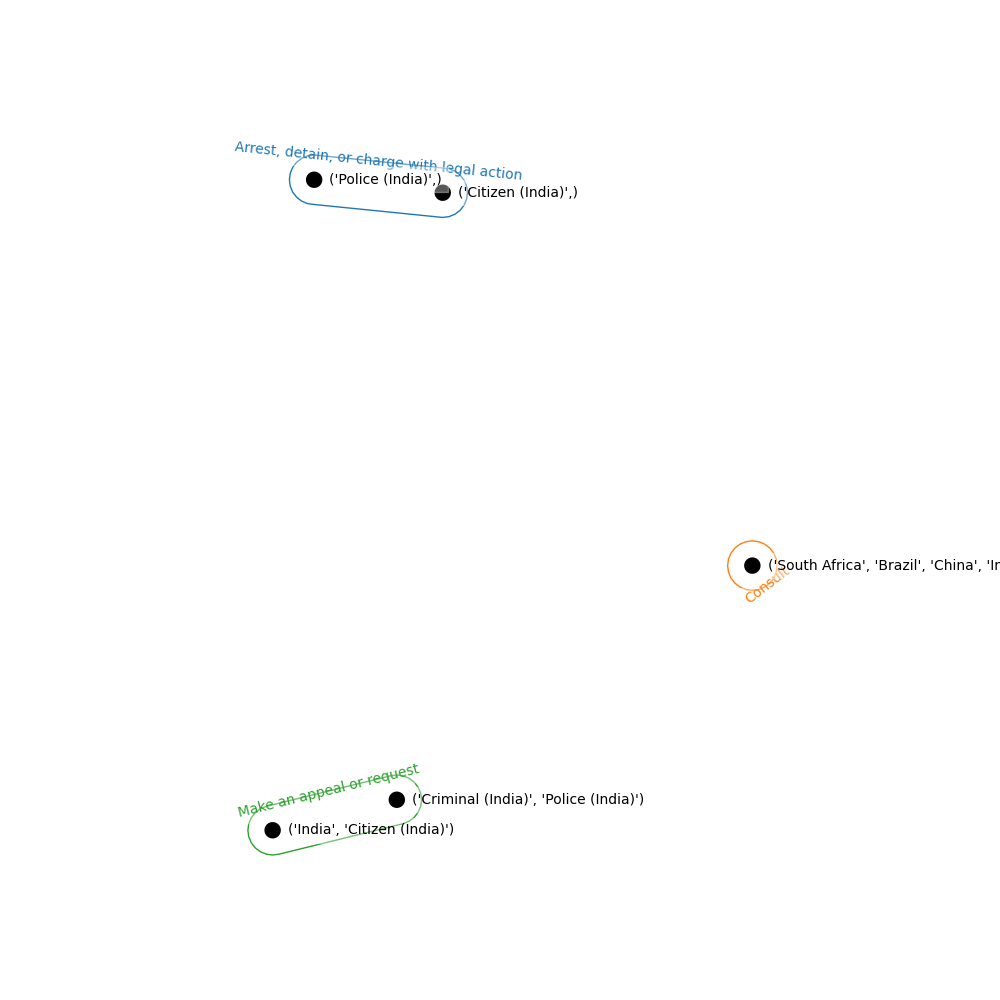 Arrest, detain, or charge with legal action
('Police (India)',)
('Citizen (India)',)
('South Africa', 'Brazil', 'China', 'Ir
Consult
Make an appeal or request
('Criminal (India)', 'Police (India)')
('India', 'Citizen (India)')